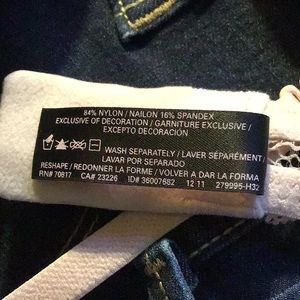 84% NYLON / NAILON 16% SPANDEX
EXCLUSIVE OF DECORATION / GARNITURE EXCLUSIVE /
EXCEPTO DECORACIÓN
— WASH SEPARATELY / LAVER SÉPARÉMENT/
LAVAR POR SEPARADO
RESHAPE / REDONNER LA FORME / VOLVER A DAR LA FORMA
RN# 70817 CA# 23226 ID# 36007682 12 11 279995-H32